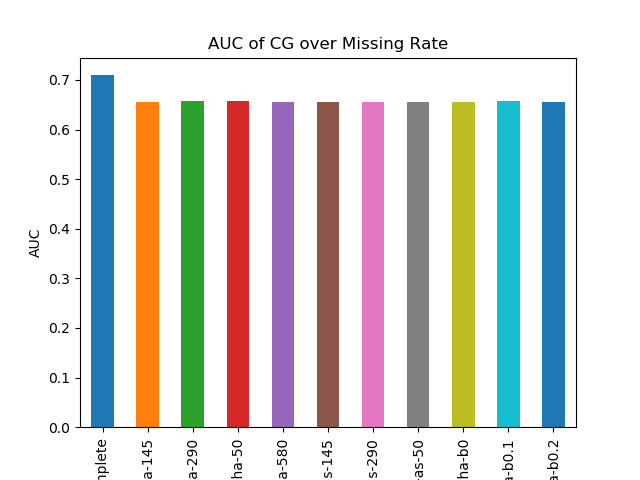 AUC of CG over Missing Rate
0.7
0.6
0.5
0.4
0.3
0.2
0.1
0.0
AUC
mplete
a-145
a-290
ha-50
a-580
s-145
s-290
-as-50
ha-b0
a-b0.1
a-b0.2